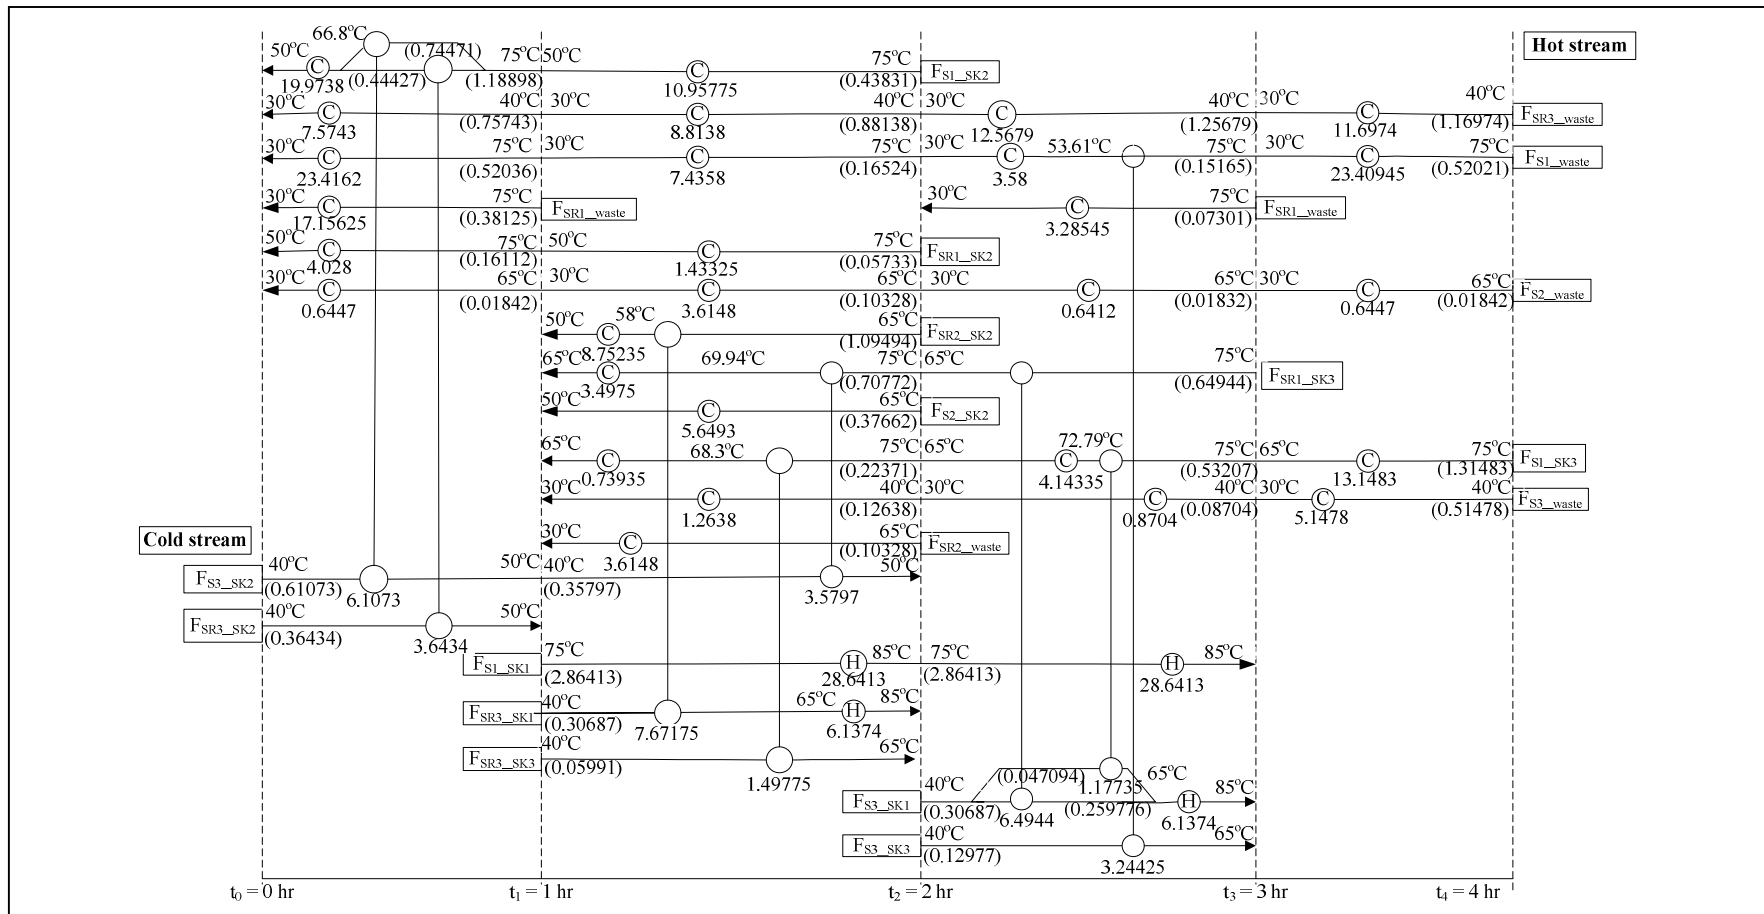 66.8°C
Hot stream
50°C (0.74471) 75°C 50°C 75°C
C C F_S1_SK2
19.9738 (0.44427) (1.18898) 10.95775 (0.43831)
30°C 40°C 30°C 40°C 30°C 40°C 30°C 40°C
C C C C F_SR3_waste
7.5743 (0.75743) 8.8138 (0.88138) 12.5679 (1.25679) 11.6974 (1.16974)
30°C 75°C 30°C 75°C 30°C 53.61°C 75°C 30°C 75°C
C C C C F_S1_waste
23.4162 (0.52036) 7.4358 (0.16524) 3.58 (0.15165) 23.40945 (0.52021)
30°C 75°C 30°C 75°C
C F_SR1_waste C F_SR1_waste
17.15625 (0.38125) 3.28545 (0.07301)
50°C 75°C 50°C 75°C
C C F_SR1_SK2
4.028 (0.16112) 1.43325 (0.05733)
30°C 65°C 30°C 65°C 30°C 65°C 30°C 65°C
C C C C F_S2_waste
0.6447 (0.01842) 3.6148 (0.10328) 0.6412 (0.01832) 0.6447 (0.01842)
50°C 58°C 65°C
C F_SR2_SK2
8.75235 (1.09494)
65°C 69.94°C 75°C 65°C 75°C
C F_SR1_SK3
3.4975 (0.70772) (0.64944)
50°C 65°C
C F_S2_SK2
5.6493 (0.37662)
65°C 68.3°C 75°C 65°C 72.79°C 75°C 65°C 75°C
C C C F_S1_SK3
0.73935 (0.22371) 4.14335 (0.53207) 13.1483 (1.31483)
30°C 40°C 30°C 40°C 30°C 40°C
C C C F_S3_waste
1.2638 (0.12638) 0.8704 (0.08704) 5.1478 (0.51478)
Cold stream
30°C 65°C
C F_SR2_waste
3.6148 (0.10328)
40°C 50°C 40°C 50°C
F_S3_SK2
(0.61073) 6.1073 (0.35797) 3.5797
40°C 50°C
F_SR3_SK2
(0.36434) 3.6434
75°C 85°C 75°C 85°C
F_S1_SK1 H H
(2.86413) 28.6413 (2.86413) 28.6413
40°C 65°C 85°C
F_SR3_SK1 H
(0.30687) 7.67175 6.1374
40°C 65°C
F_SR3_SK3
(0.05991) 1.49775
(0.047094) 1.17735 65°C
40°C 85°C
F_S3_SK1 H
(0.30687) 6.4944 (0.259776) 6.1374
40°C 65°C
F_S3_SK3
(0.12977) 3.24425
t₀ = 0 hr t₁ = 1 hr t₂ = 2 hr t₃ = 3 hr t₄ = 4 hr